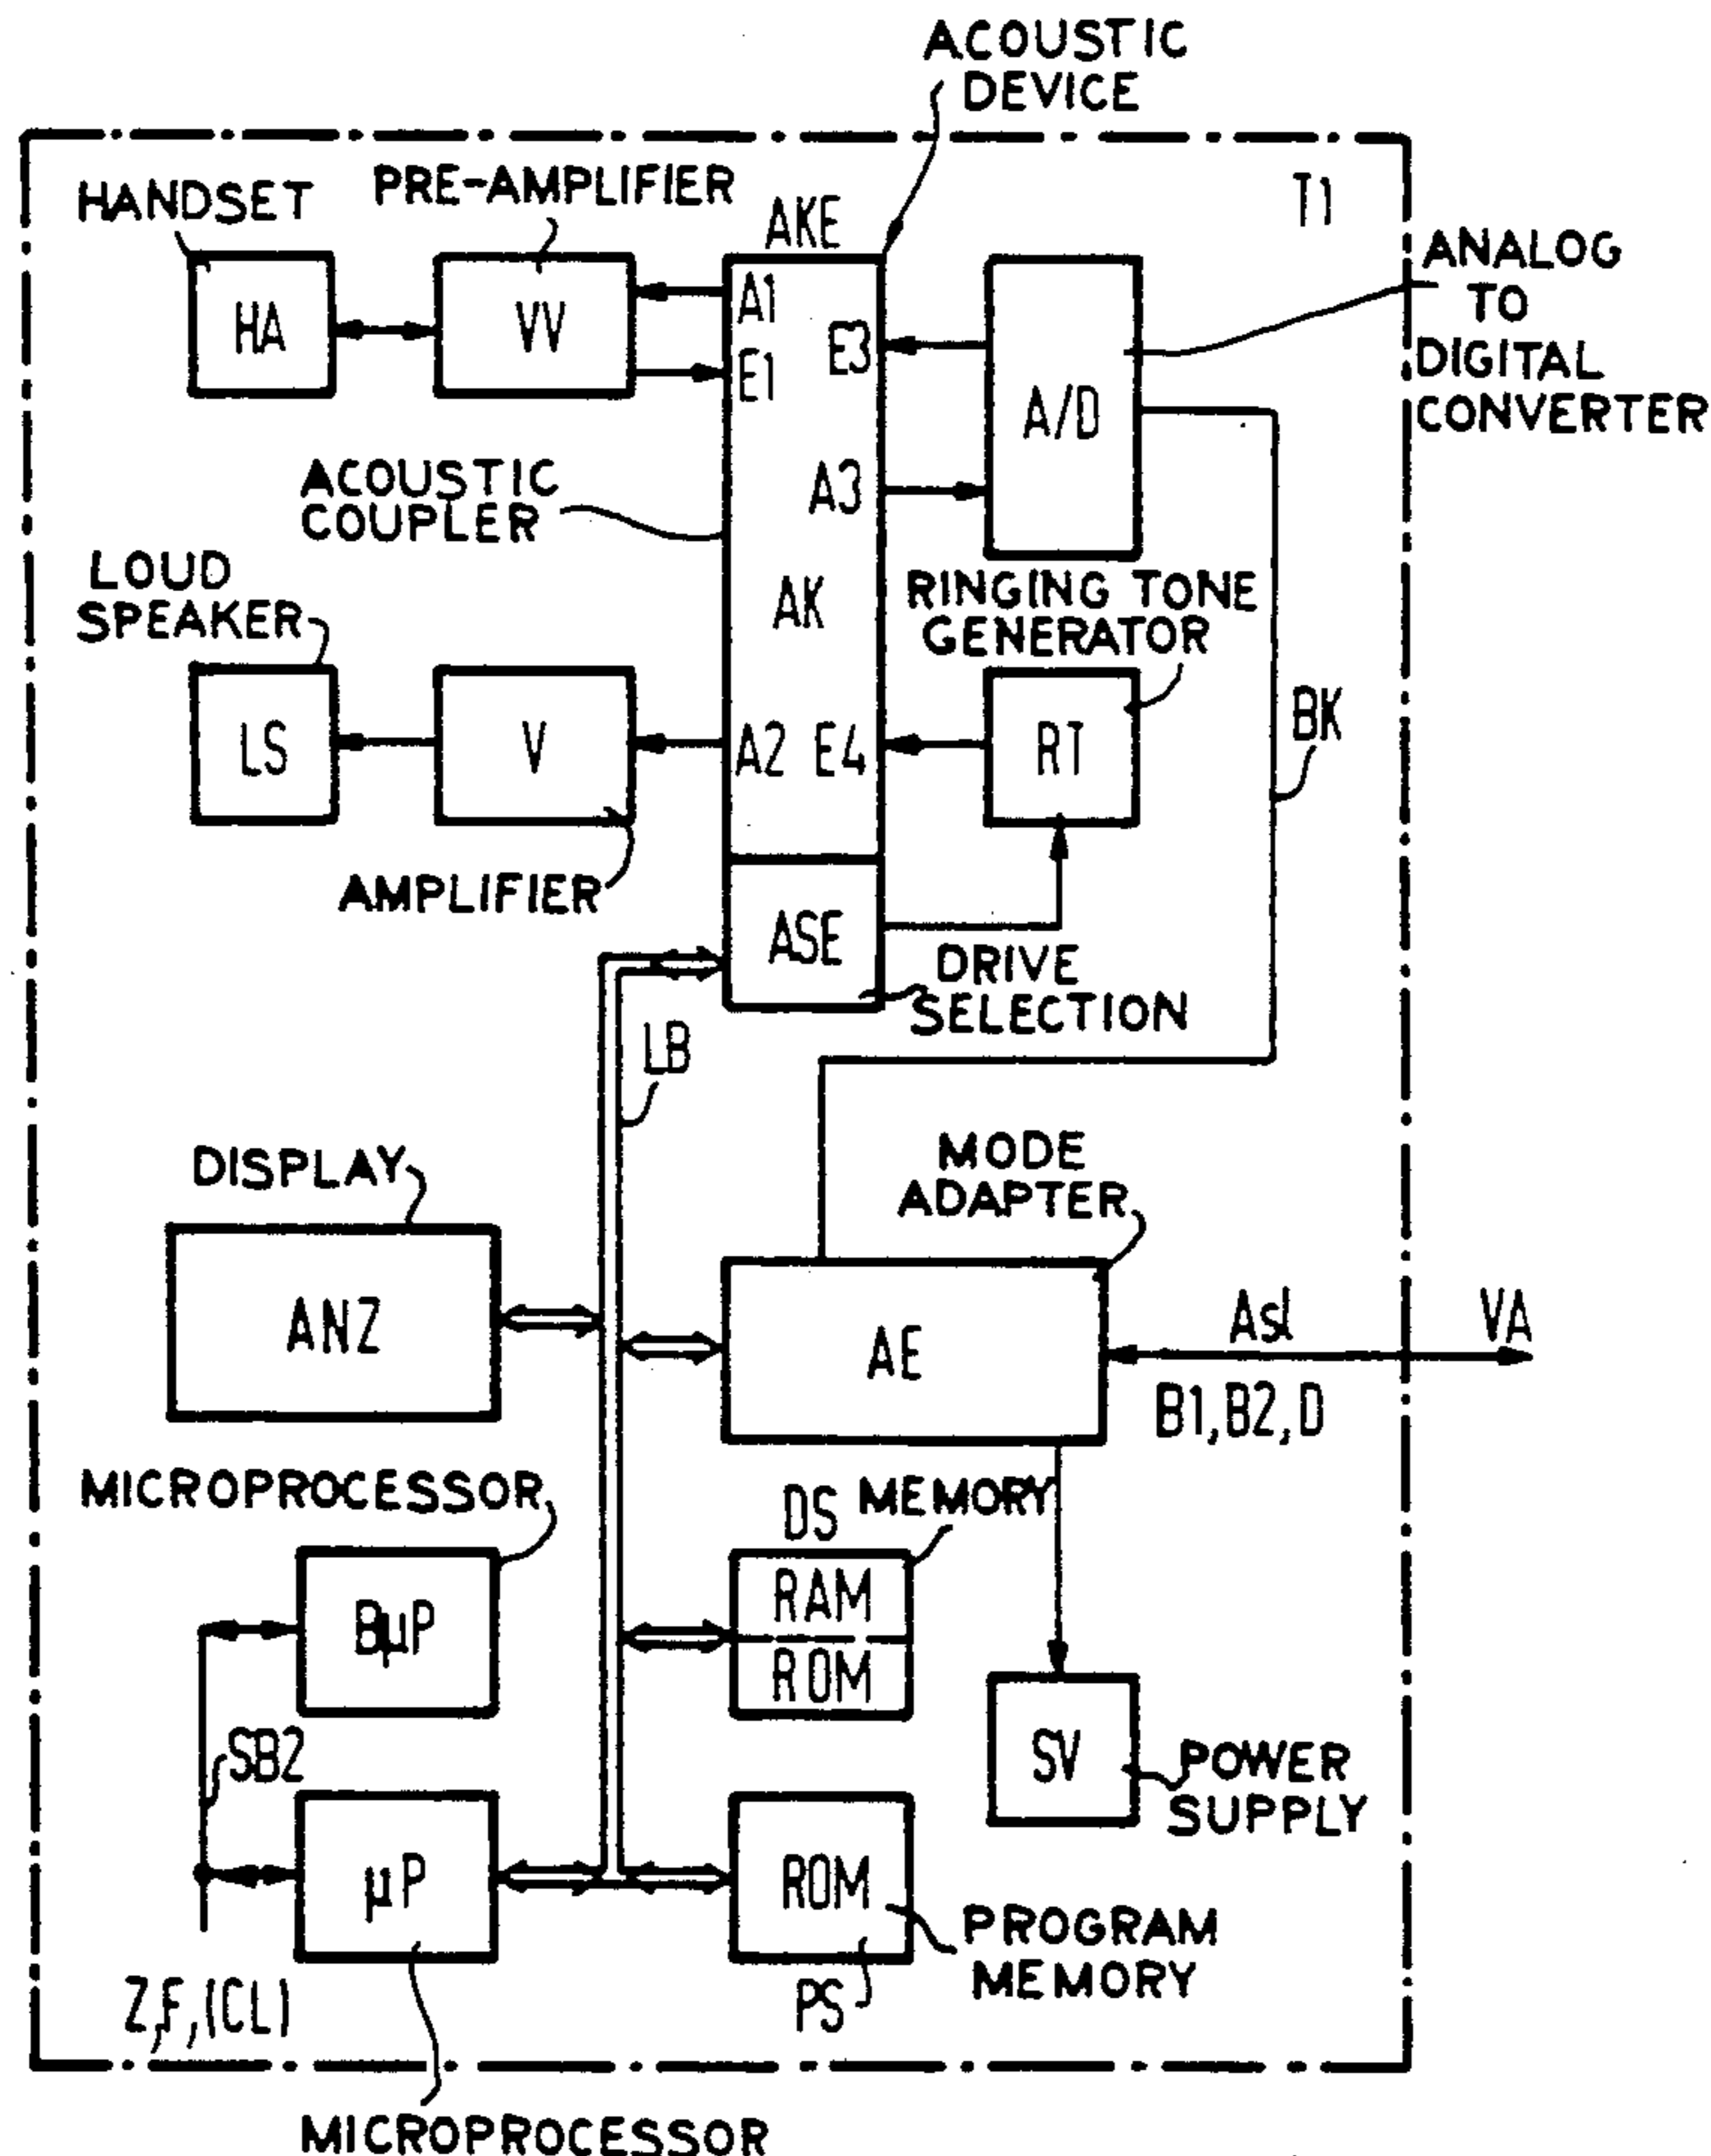 ACOUSTIC
DEVICE
HANDSET
PRE-AMPLIFIER
AKE
T1
ANALOG
TO
DIGITAL
CONVERTER
HA
VV
A1
E1
E3
A/D
A3
ACOUSTIC
COUPLER
AK
LOUD
SPEAKER
RINGING TONE
GENERATOR
LS
V
A2
E4
RT
BK
AMPLIFIER
ASE
DRIVE
SELECTION
LB
DISPLAY
MODE
ADAPTER
ANZ
AE
Asl
VA
B1,B2,D
MICROPROCESSOR
DS
MEMORY
BµP
RAM
ROM
SB2
SV
POWER
SUPPLY
µP
ROM
PROGRAM
MEMORY
Z,F,(CL)
PS
MICROPROCESSOR